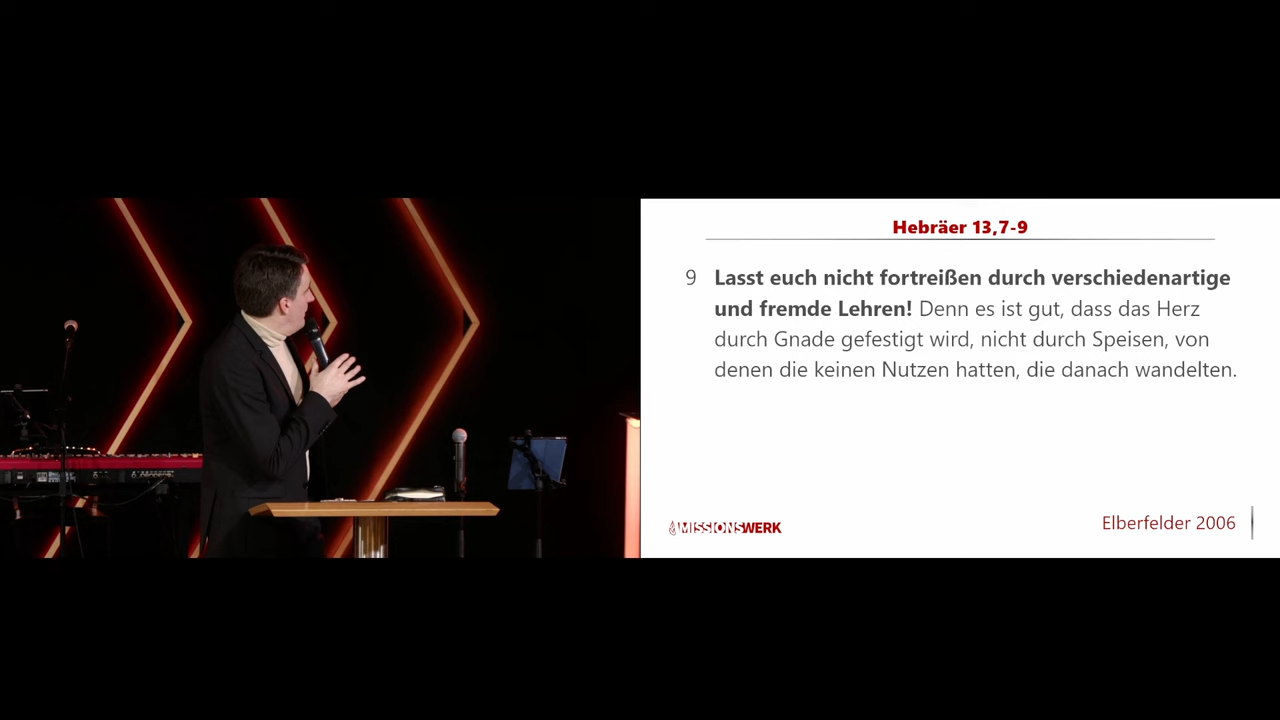 Hebräer 13,7-9
9 Lasst euch nicht fortreißen durch verschiedenartige
und fremde Lehren! Denn es ist gut, dass das Herz
durch Gnade gefestigt wird, nicht durch Speisen, von
denen die keinen Nutzen hatten, die danach wandelten.
MISSIONSWERK
Elberfelder 2006